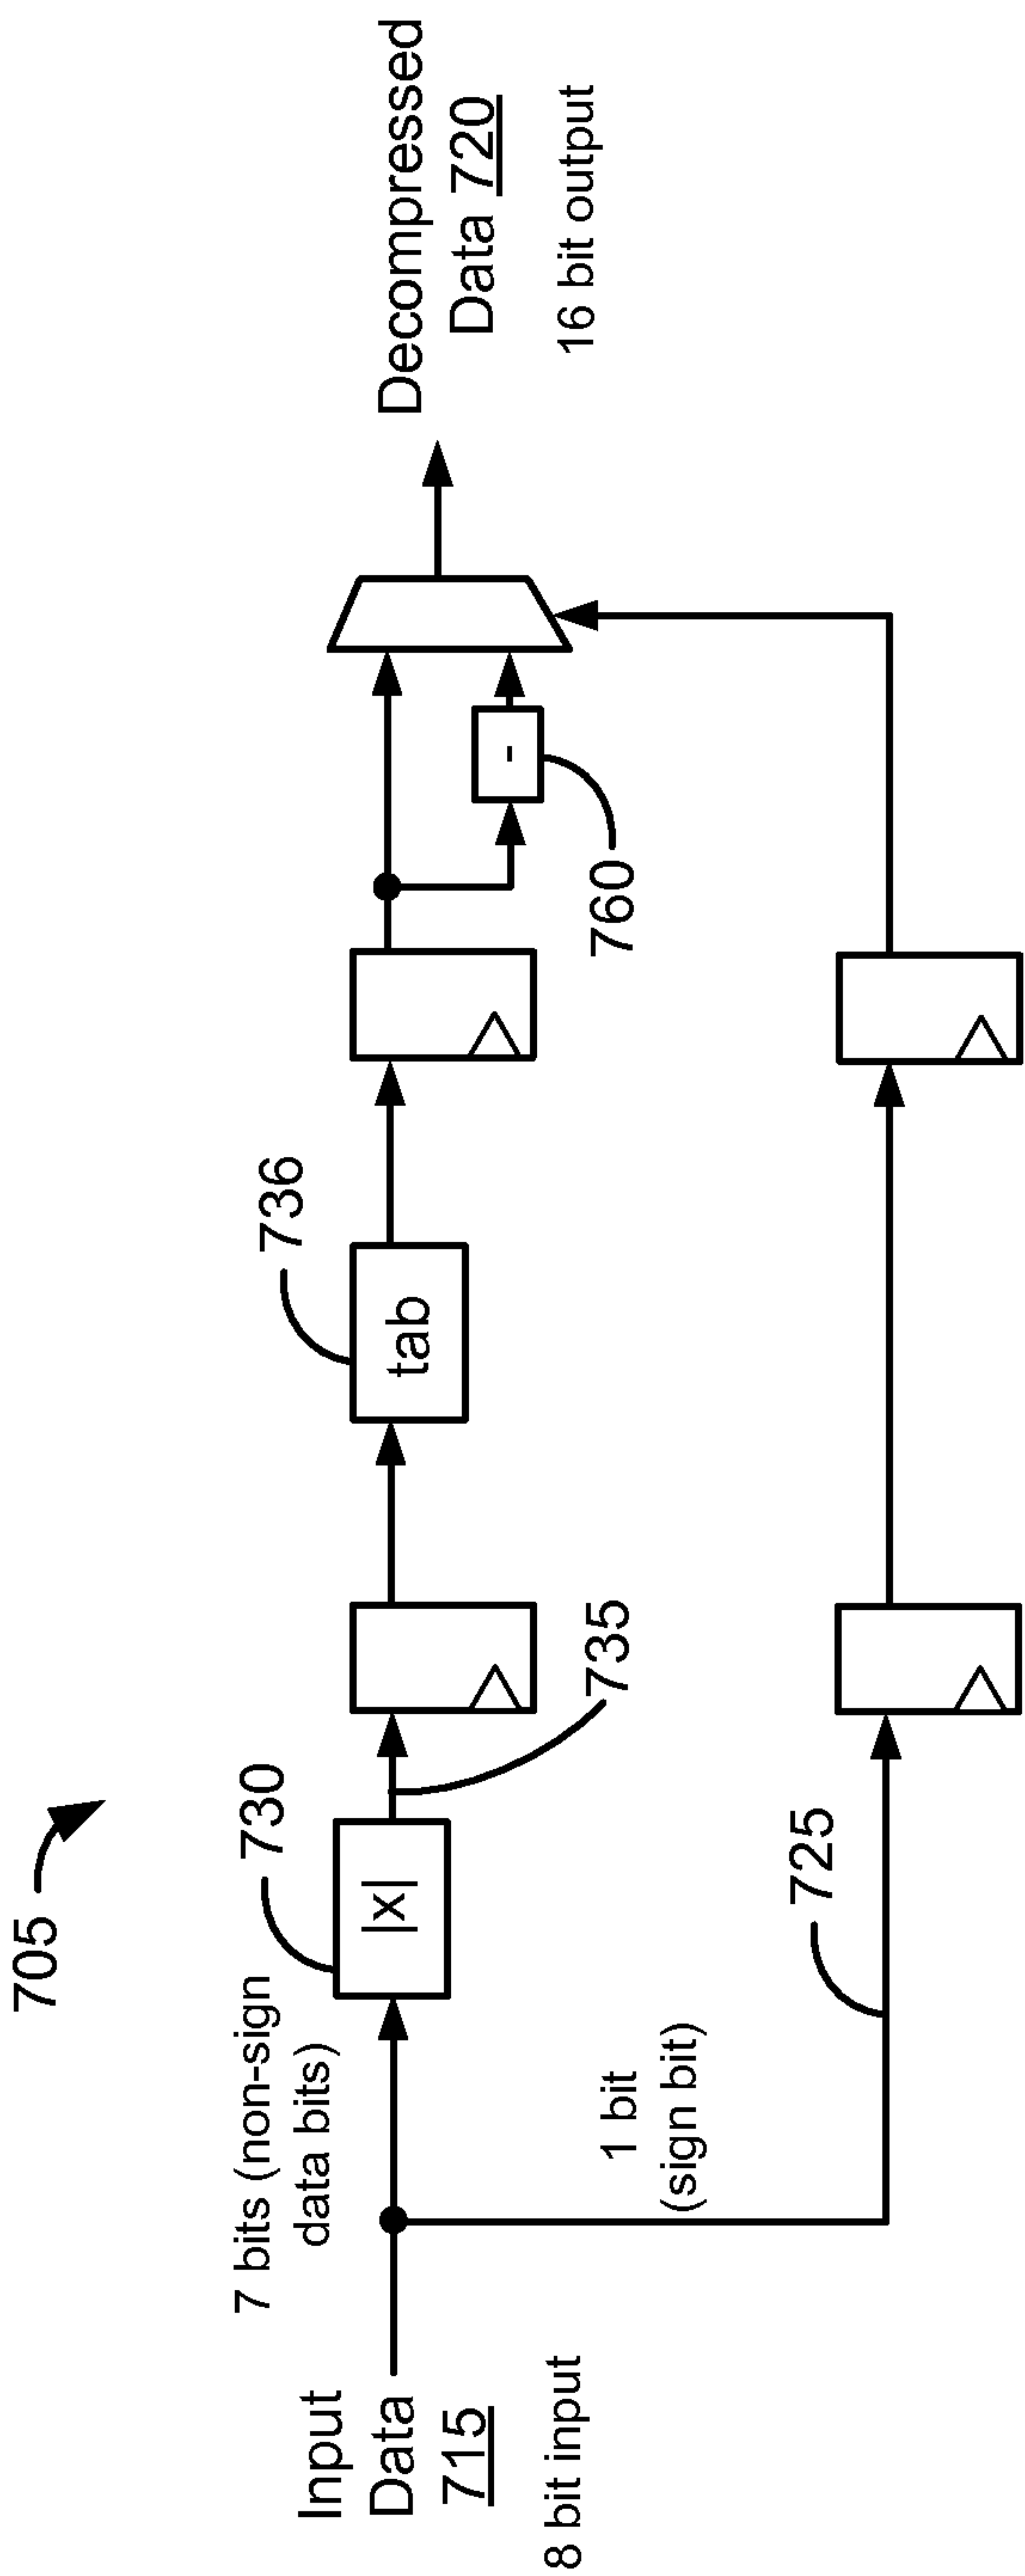 705
Input
Data
715
8 bit input
7 bits (non-sign
data bits)
730
|x|
735
736
tab
760
-
Decompressed
Data 720
16 bit output
1 bit
(sign bit)
725